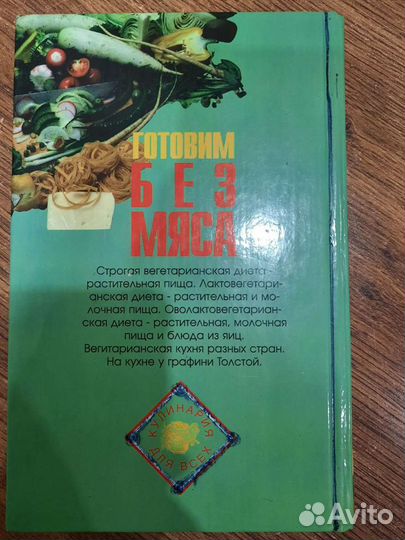 ГОТОВИМ
БЕЗ
МЯСА
Строгая вегетарианская диета -
растительная пища. Лактовегетари-
анская диета - растительная и мо-
лочная пища. Оволактовегетариан-
ская диета - растительная, молочная
пища и блюда из яиц.
Вегитарианская кухня разных стран.
На кухне у графини Толстой.
КУЛИНАРИЯ
ДЛЯ ВСЕХ
Avito